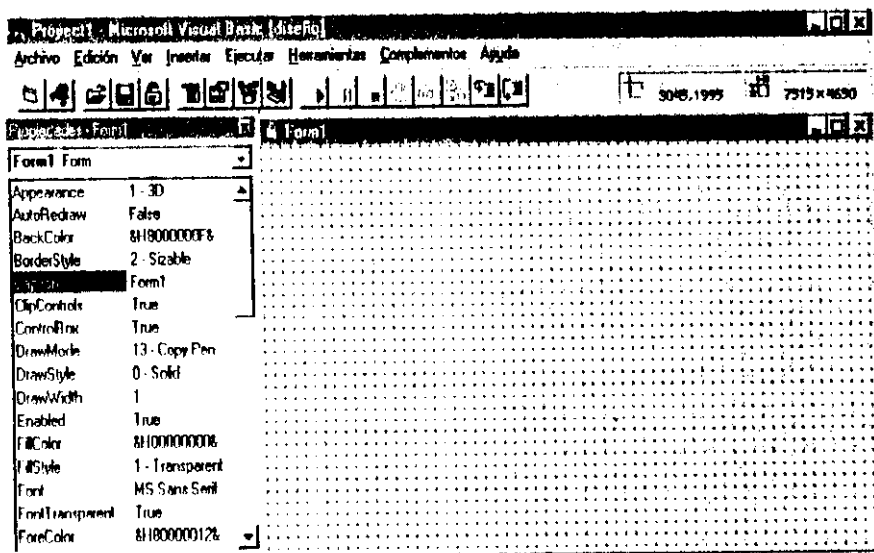 Project1 - Microsoft Visual Basic [diseño]
Archivo Edición Ver Insertar Ejecutar Herramientas Complementos Ayuda
3045,1995 7515 × 4650
Propiedades - Form1
Form1
Form1 Form
Appearance 1 - 3D
AutoRedraw False
BackColor &H8000000F&
BorderStyle 2 - Sizable
Form1
ClipControls True
ControlBox True
DrawMode 13 - Copy Pen
DrawStyle 0 - Solid
DrawWidth 1
Enabled True
FillColor &H00000000&
FillStyle 1 - Transparent
Font MS Sans Serif
FontTransparent True
ForeColor &H80000012&